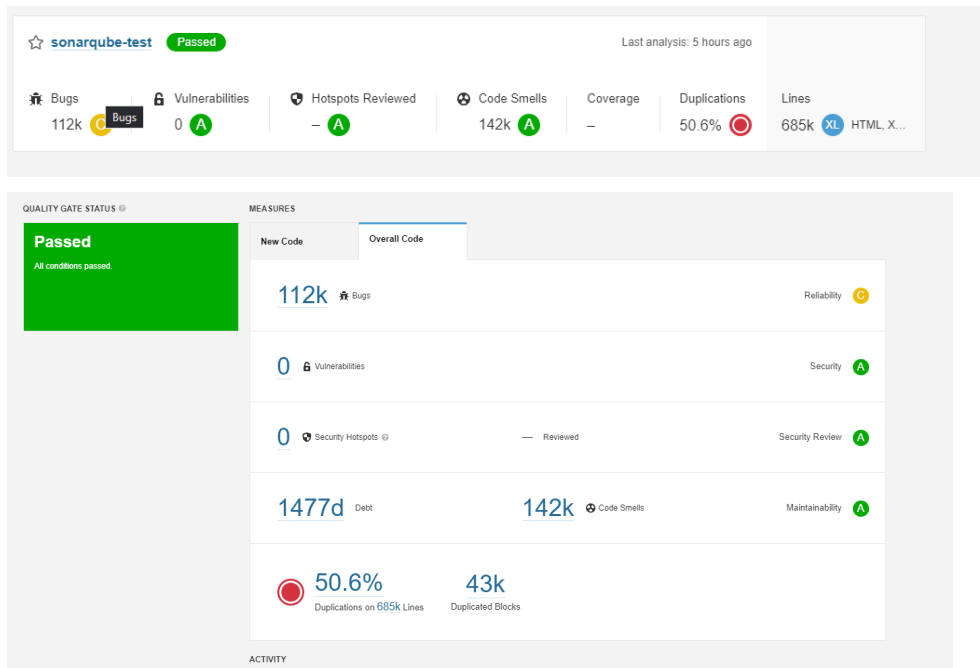 sonarqube-test Passed Last analysis: 5 hours ago
Bugs Vulnerabilities Hotspots Reviewed Code Smells Coverage Duplications Lines
112k C Bugs 0 A – A 142k A – 50.6% 685k XL HTML, X...
QUALITY GATE STATUS MEASURES
Passed
All conditions passed.
New Code Overall Code
112k Bugs Reliability C
0 Vulnerabilities Security A
0 Security Hotspots ? — Reviewed Security Review A
1477d Debt 142k Code Smells Maintainability A
50.6% 43k
Duplications on 685k Lines Duplicated Blocks
ACTIVITY